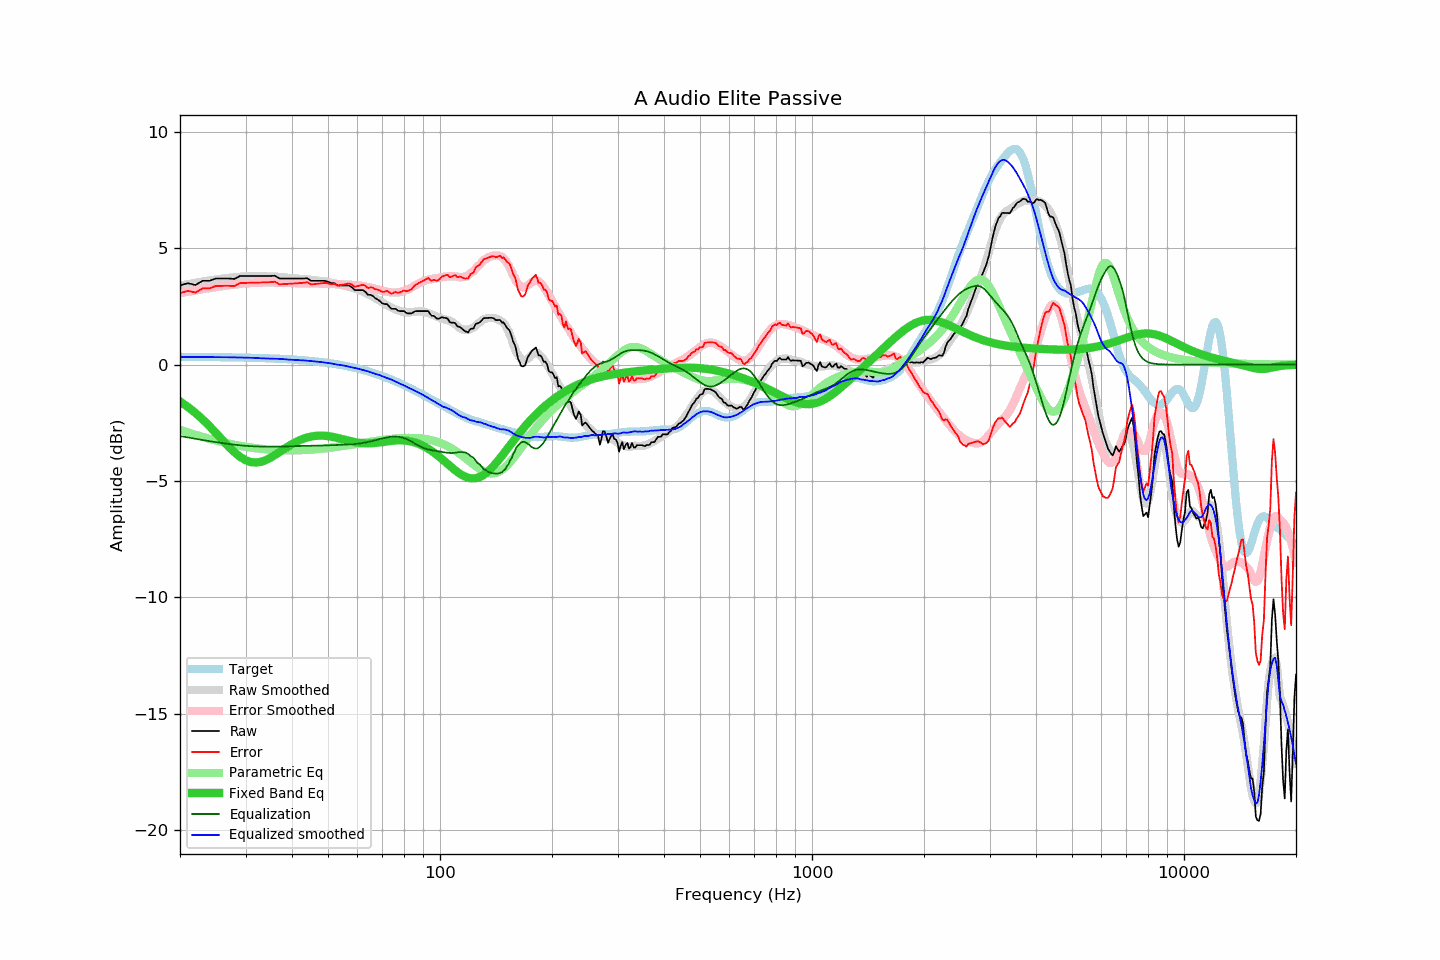 A Audio Elite Passive
10
5
0
−5
−10
−15
−20
Amplitude (dBr)
Target
Raw Smoothed
Error Smoothed
Raw
Error
Parametric Eq
Fixed Band Eq
Equalization
Equalized smoothed
100 1000 10000
Frequency (Hz)